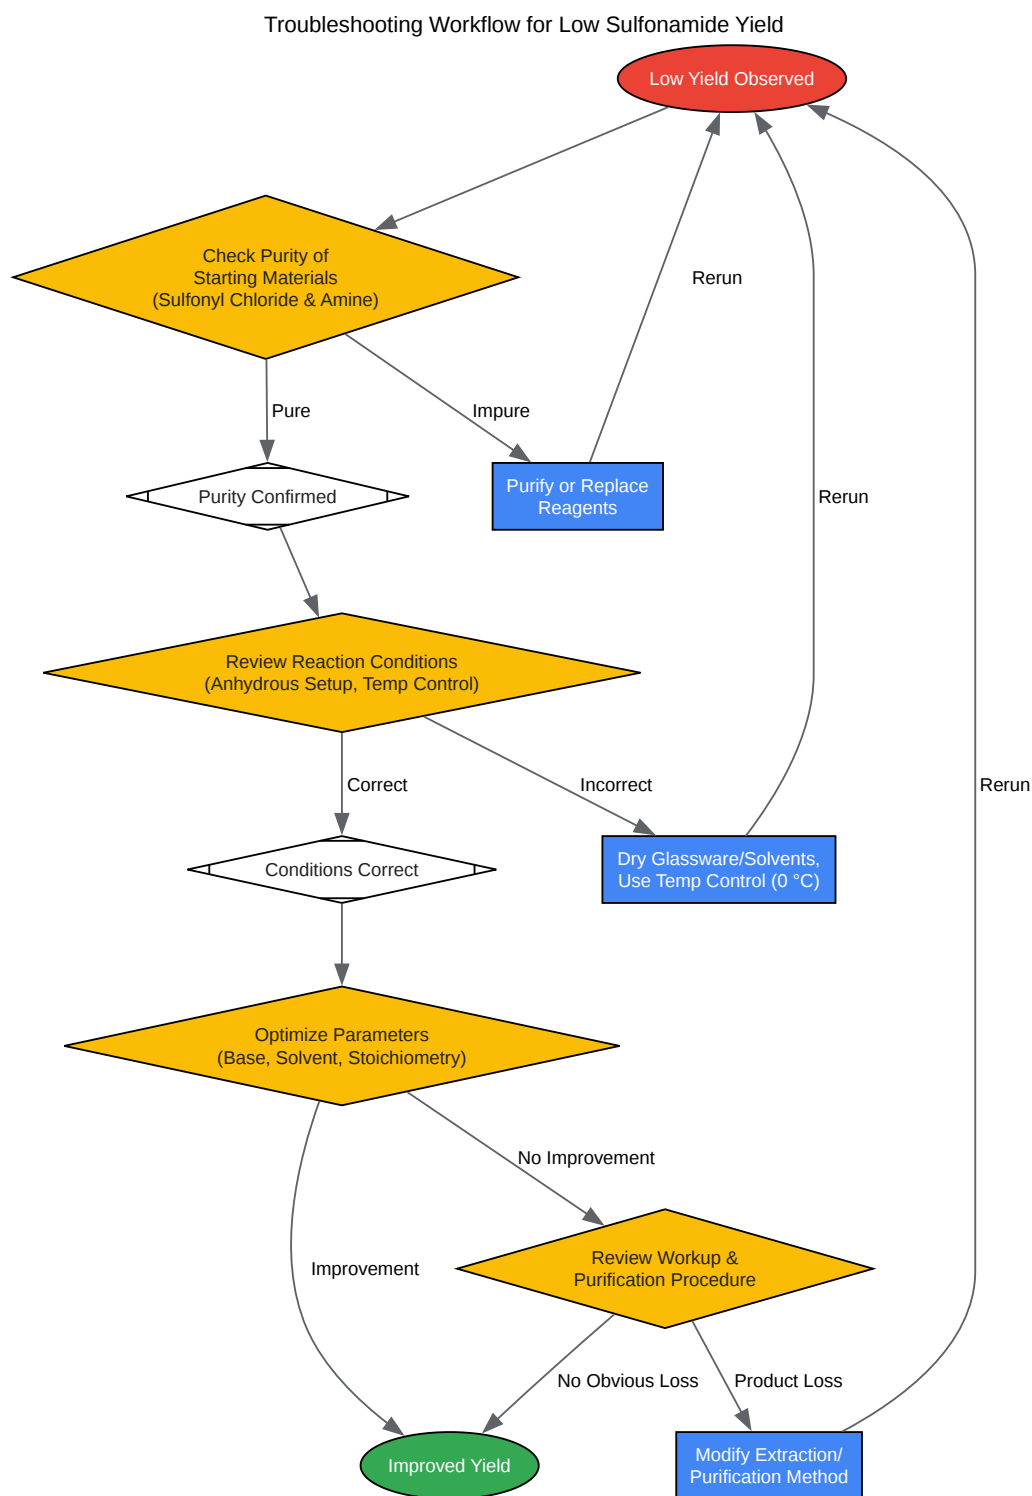 Troubleshooting Workflow for Low Sulfonamide Yield
Low Yield Observed
Check Purity of
Starting Materials
(Sulfonyl Chloride & Amine)
Rerun
Pure
Impure
Purity Confirmed
Purify or Replace
Reagents
Rerun
Review Reaction Conditions
(Anhydrous Setup, Temp Control)
Correct
Incorrect
Rerun
Conditions Correct
Dry Glassware/Solvents,
Use Temp Control (0 °C)
Optimize Parameters
(Base, Solvent, Stoichiometry)
No Improvement
Improvement
Review Workup &
Purification Procedure
No Obvious Loss
Product Loss
Improved Yield
Modify Extraction/
Purification Method